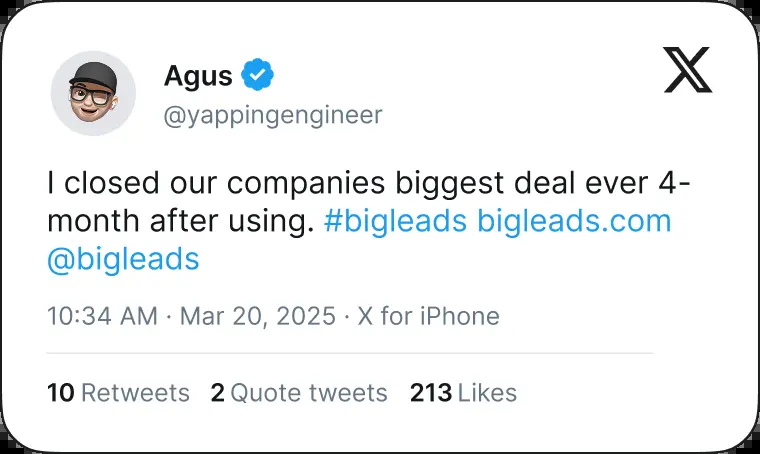 Agus
@yappingengineer
I closed our companies biggest deal ever 4-
month after using. #bigleads bigleads.com
@bigleads
10:34 AM · Mar 20, 2025 · X for iPhone
10 Retweets 2 Quote tweets 213 Likes